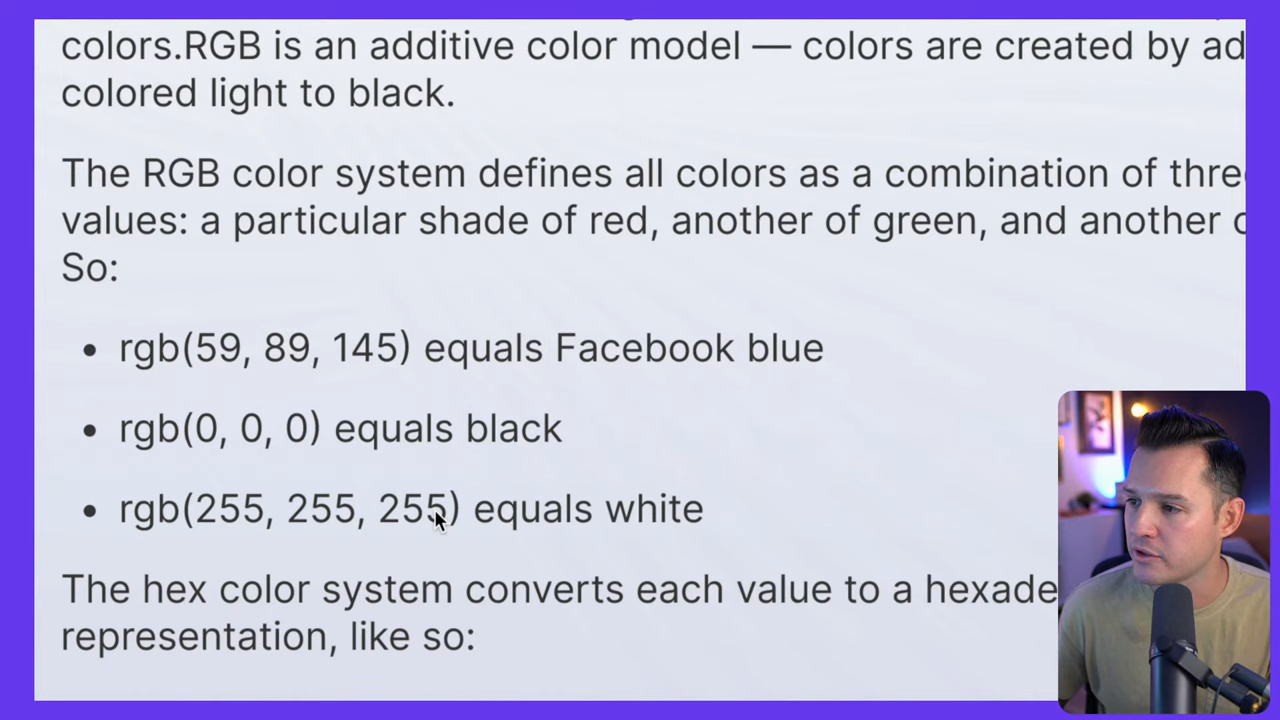 colors.RGB is an additive color model — colors are created by ad
colored light to black.
The RGB color system defines all colors as a combination of thre
values: a particular shade of red, another of green, and another
So:
• rgb(59, 89, 145) equals Facebook blue
• rgb(0, 0, 0) equals black
• rgb(255, 255, 255) equals white
The hex color system converts each value to a hexade
representation, like so: